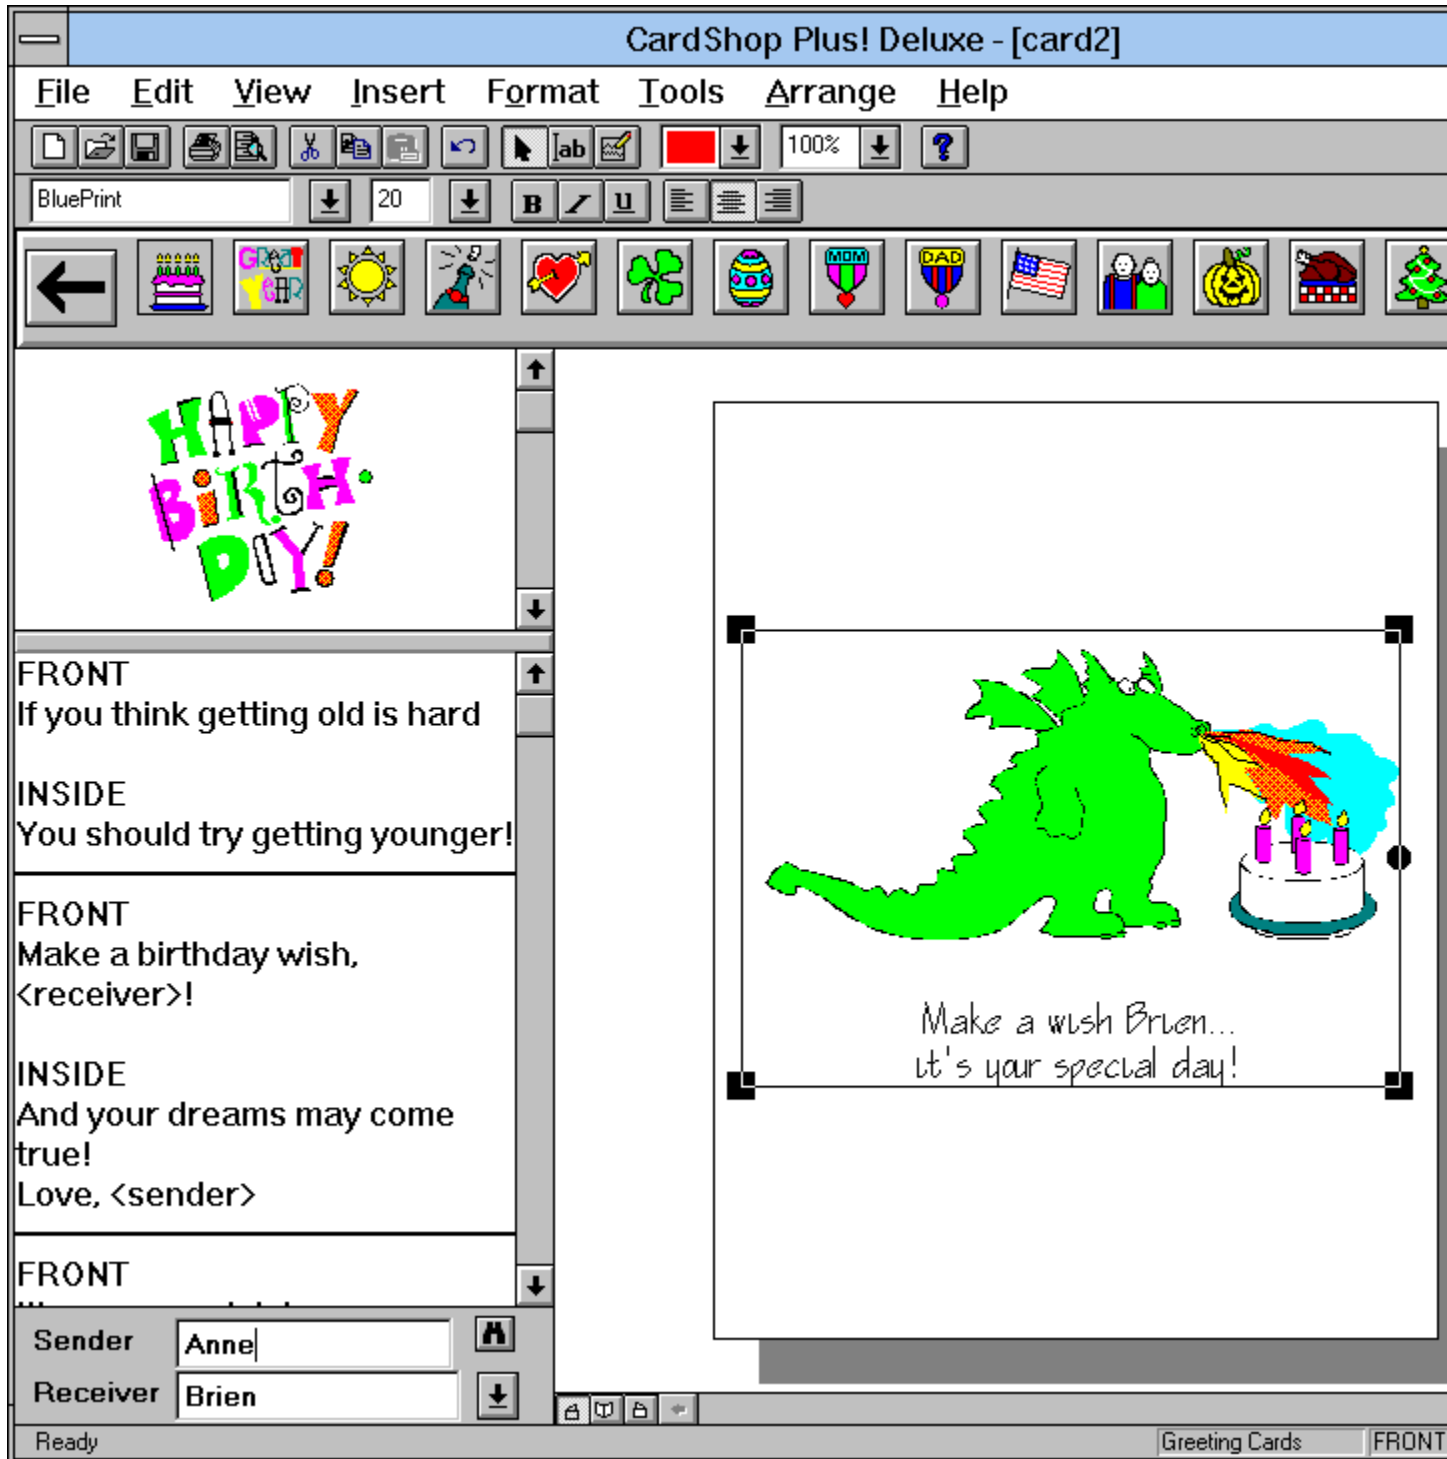 CardShop Plus! Deluxe - [card2]
File Edit View Insert Format Tools Arrange Help
ab 100% ?
BluePrint 20 B I U
GREAT YEAR MOM DAD
HAPPY
BIRTH-
DAY!
FRONT
If you think getting old is hard
INSIDE
You should try getting younger!
FRONT
Make a birthday wish,
<receiver>!
INSIDE
And your dreams may come
true!
Love, <sender>
FRONT
Make a wish Brien...
it's your special day!
Sender Anne
Receiver Brien
Ready Greeting Cards FRONT